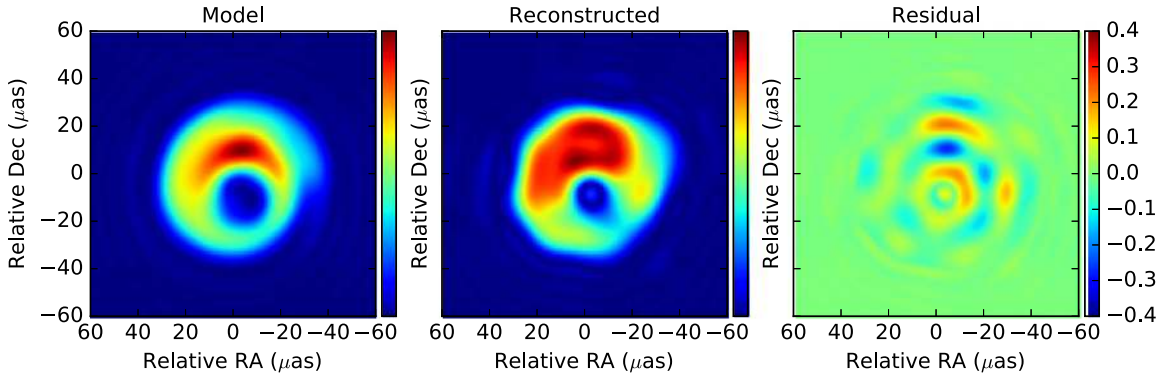 Model
Reconstructed
Residual
60
40
20
0
−20
−40
−60
Relative Dec (μas)
60 40 20 0 −20 −40 −60
Relative RA (μas)
Relative Dec (μas)
60 40 20 0 −20 −40 −60
Relative RA (μas)
Relative Dec (μas)
60 40 20 0 −20 −40 −60
Relative RA (μas)
0.4
0.3
0.2
0.1
0.0
−0.1
−0.2
−0.3
−0.4